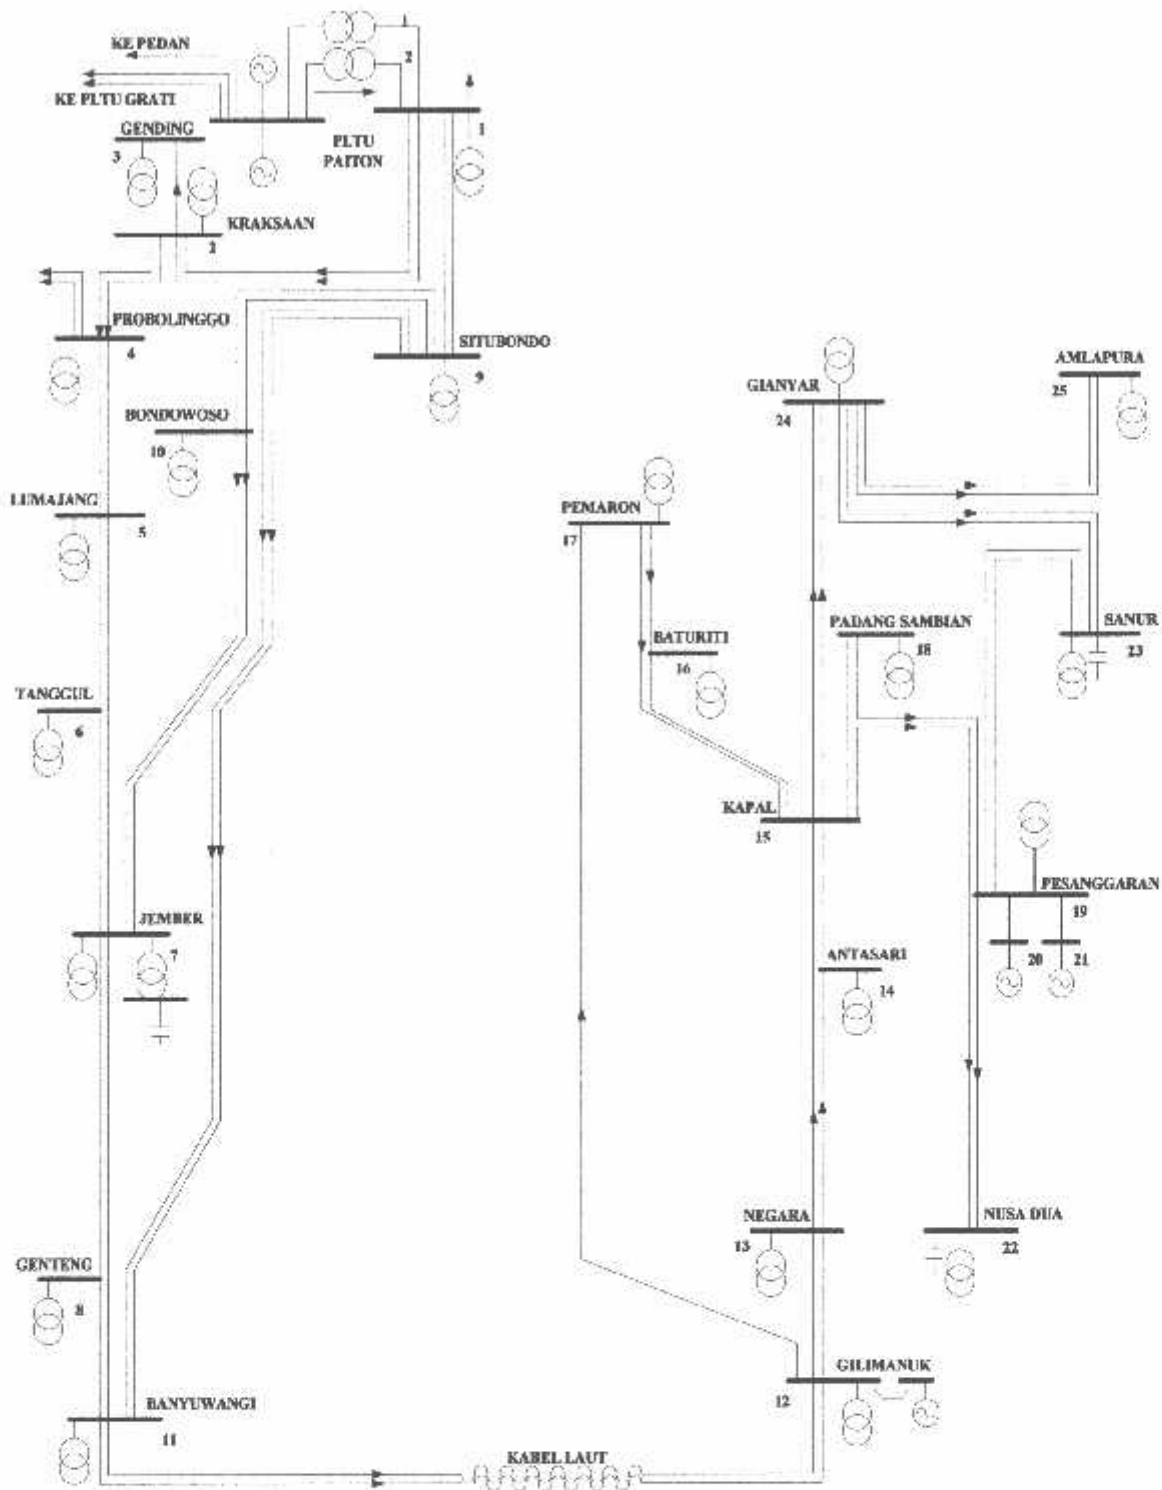 KE PEDAN
KE PLTU GRATI
GENDING
3
PLTU
PAITON
1
KRAKSAAN
2
PROBOLINGGO
4
SITUBONDO
9
BONDOWOSO
10
LUMAJANG
5
TANGGUL
6
JEMBER
7
GENTENG
8
BANYUWANGI
11
KABEL LAUT
GIANYAR
24
AMLAPURA
25
PEMARON
17
BATURITI
16
PADANG SAMBIAN
18
SANUR
23
KAPAL
15
PESANGGARAN
19
20
21
ANTASARI
14
NEGARA
13
NUSA DUA
22
GILIMANUK
12